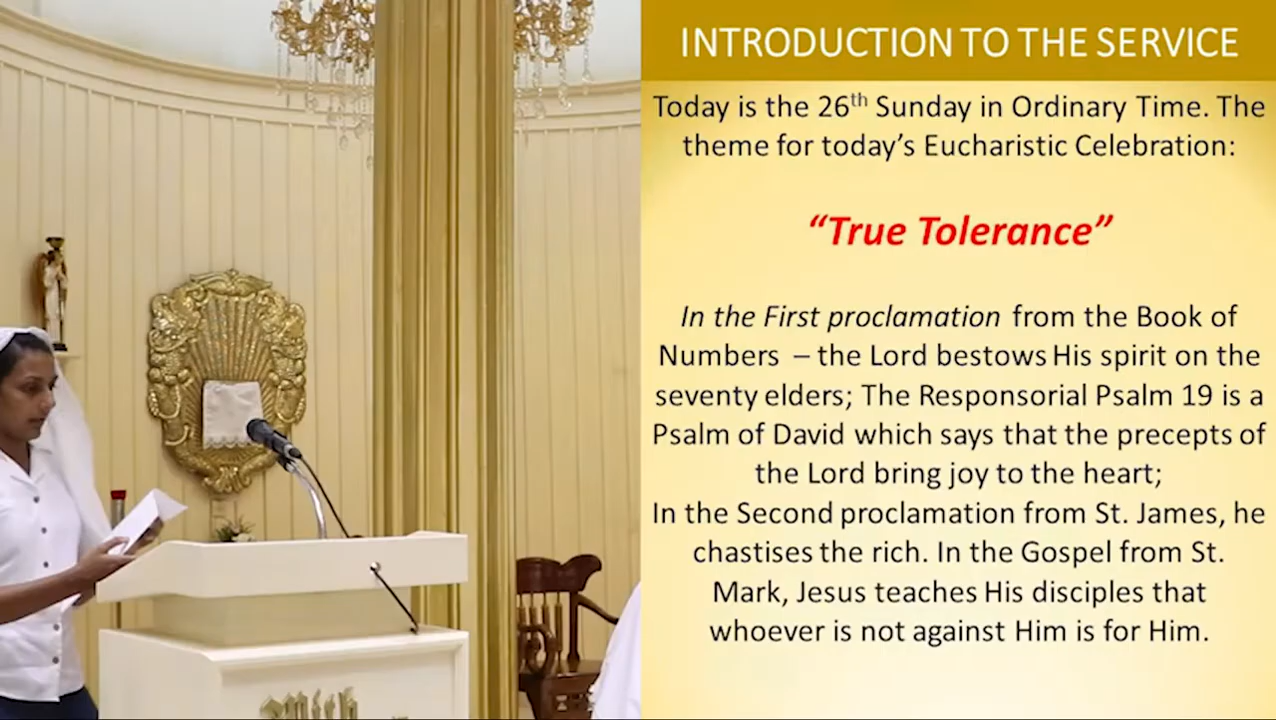 INTRODUCTION TO THE SERVICE
Today is the 26th Sunday in Ordinary Time. The
theme for today's Eucharistic Celebration:
“True Tolerance”
In the First proclamation from the Book of
Numbers – the Lord bestows His spirit on the
seventy elders; The Responsorial Psalm 19 is a
Psalm of David which says that the precepts of
the Lord bring joy to the heart;
In the Second proclamation from St. James, he
chastises the rich. In the Gospel from St.
Mark, Jesus teaches His disciples that
whoever is not against Him is for Him.
With